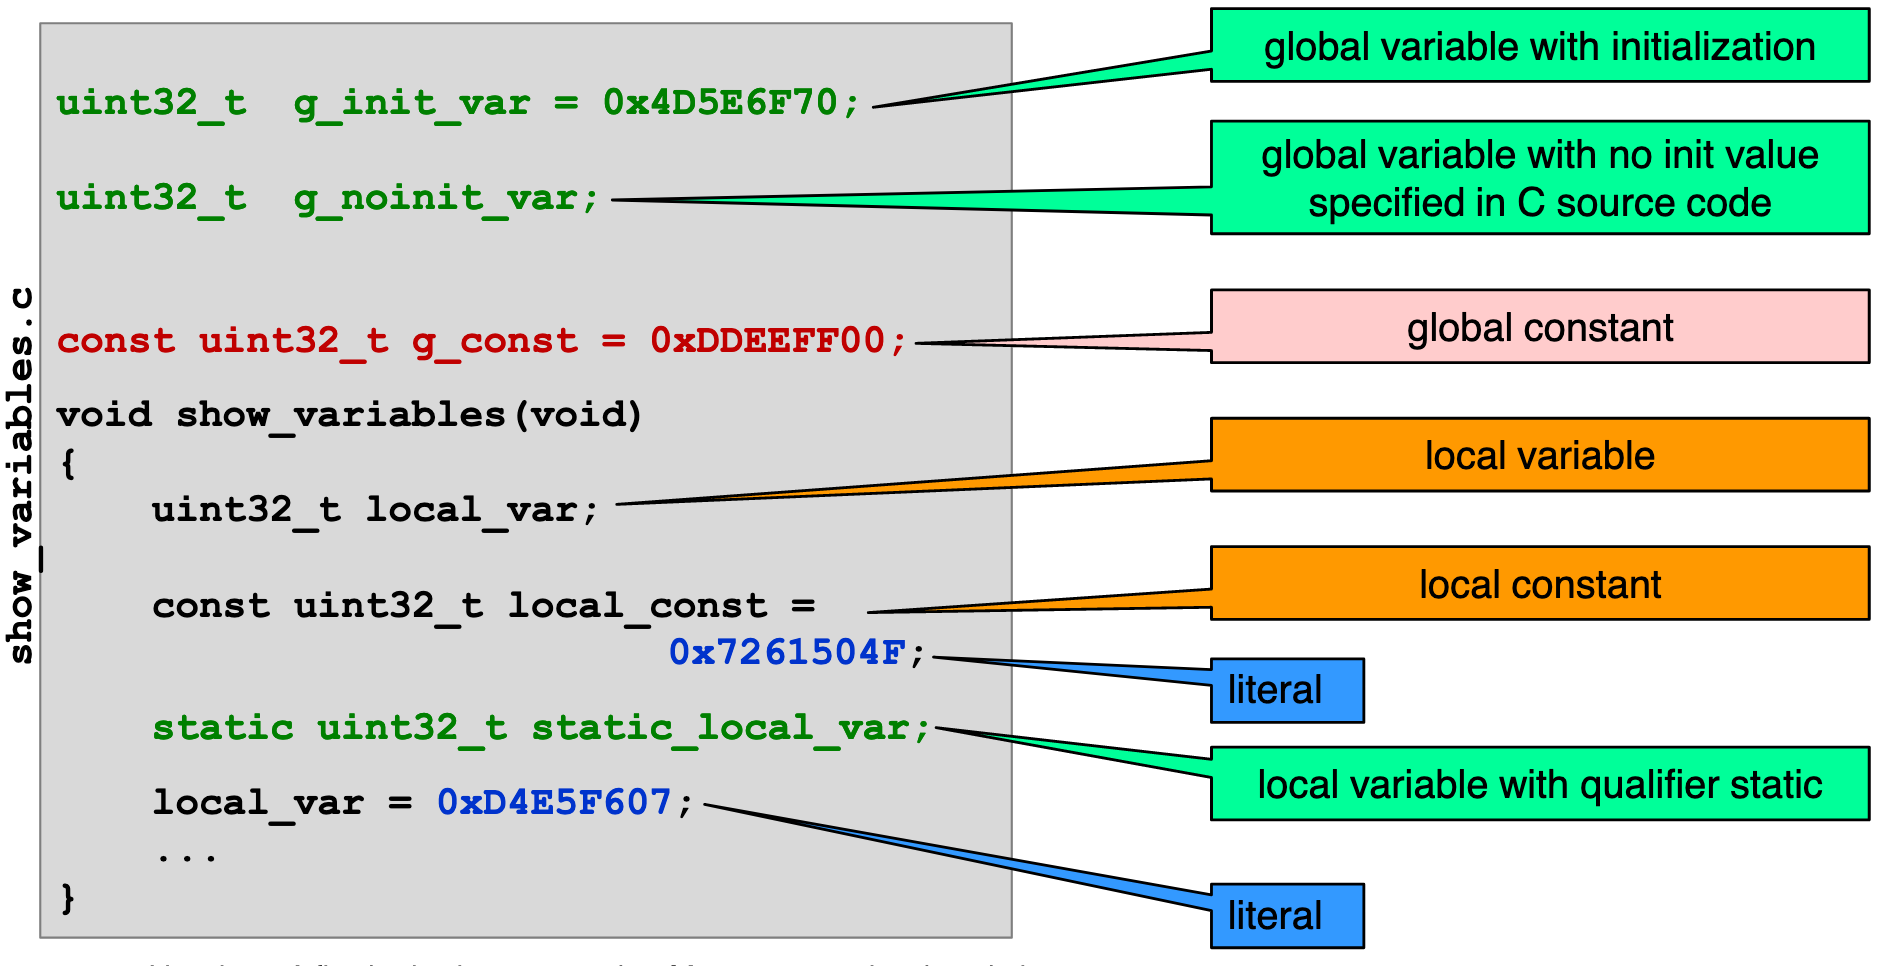 show_variables.c
uint32_t  g_init_var = 0x4D5E6F70;
global variable with initialization
uint32_t  g_noinit_var;
global variable with no init value
specified in C source code
const uint32_t g_const = 0xDDEEFF00;
global constant
void show_variables(void)
{
uint32_t local_var;
local variable
const uint32_t local_const =
local constant
0x7261504F;
literal
static uint32_t static_local_var;
local variable with qualifier static
local_var = 0xD4E5F607;
literal
...
}